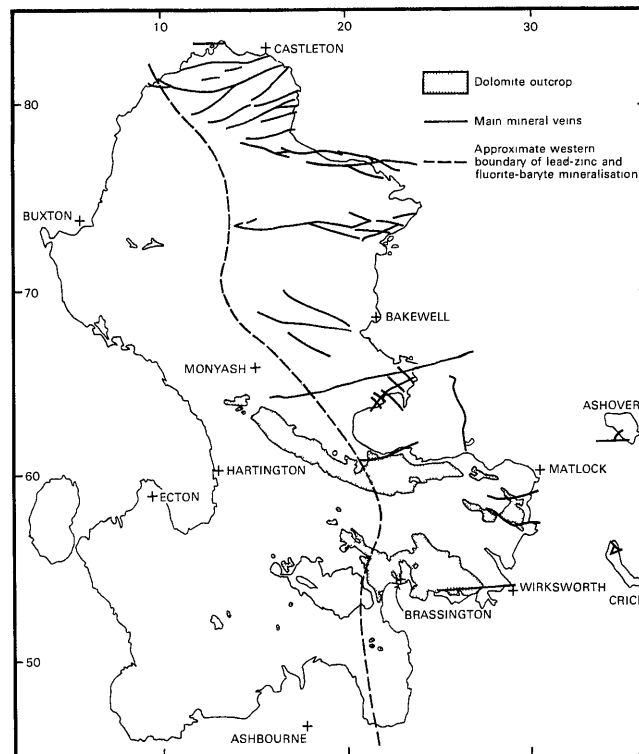 10
20
30
CASTLETON
Dolomite outcrop
80
Main mineral veins
Approximate western
boundary of lead-zinc and
fluorite-baryte mineralisation
BUXTON
70
BAKEWELL
MONYASH
ASHOVER
60
HARTINGTON
MATLOCK
ECTON
WIRKSWORTH
BRASSINGTON
CRIC
50
ASHBOURNE